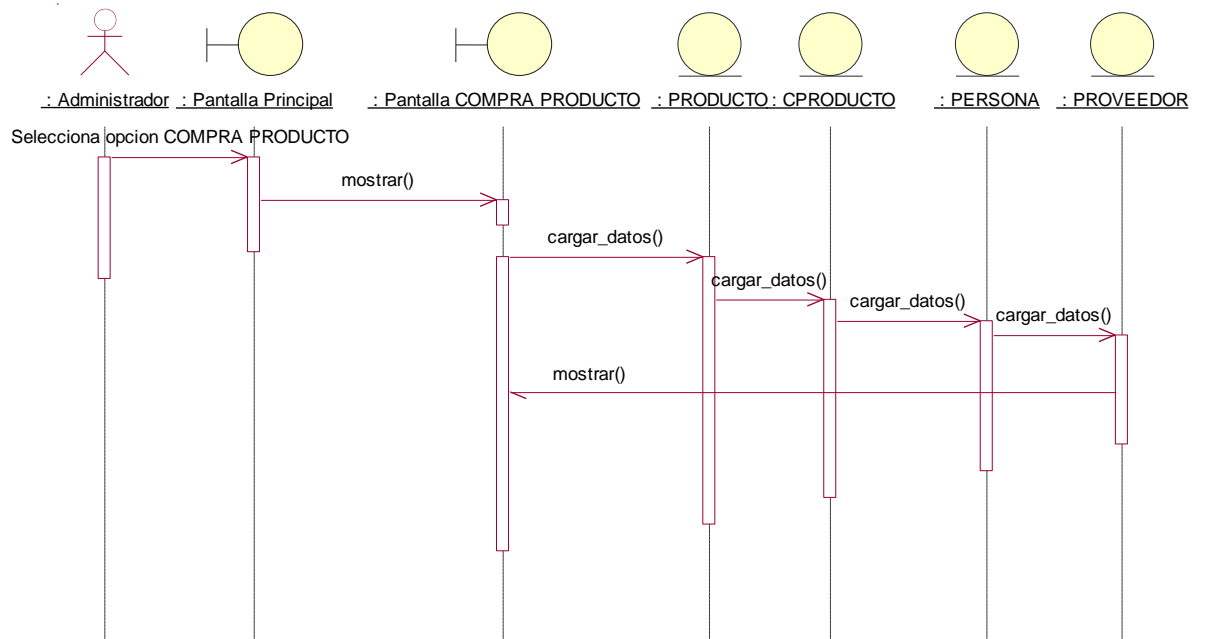 : Administrador
: Pantalla Principal
: Pantalla COMPRA PRODUCTO
: PRODUCTO
: CPRODUCTO
: PERSONA
: PROVEEDOR
Selecciona opcion COMPRA PRODUCTO
mostrar()
cargar_datos()
cargar_datos()
cargar_datos()
cargar_datos()
mostrar()